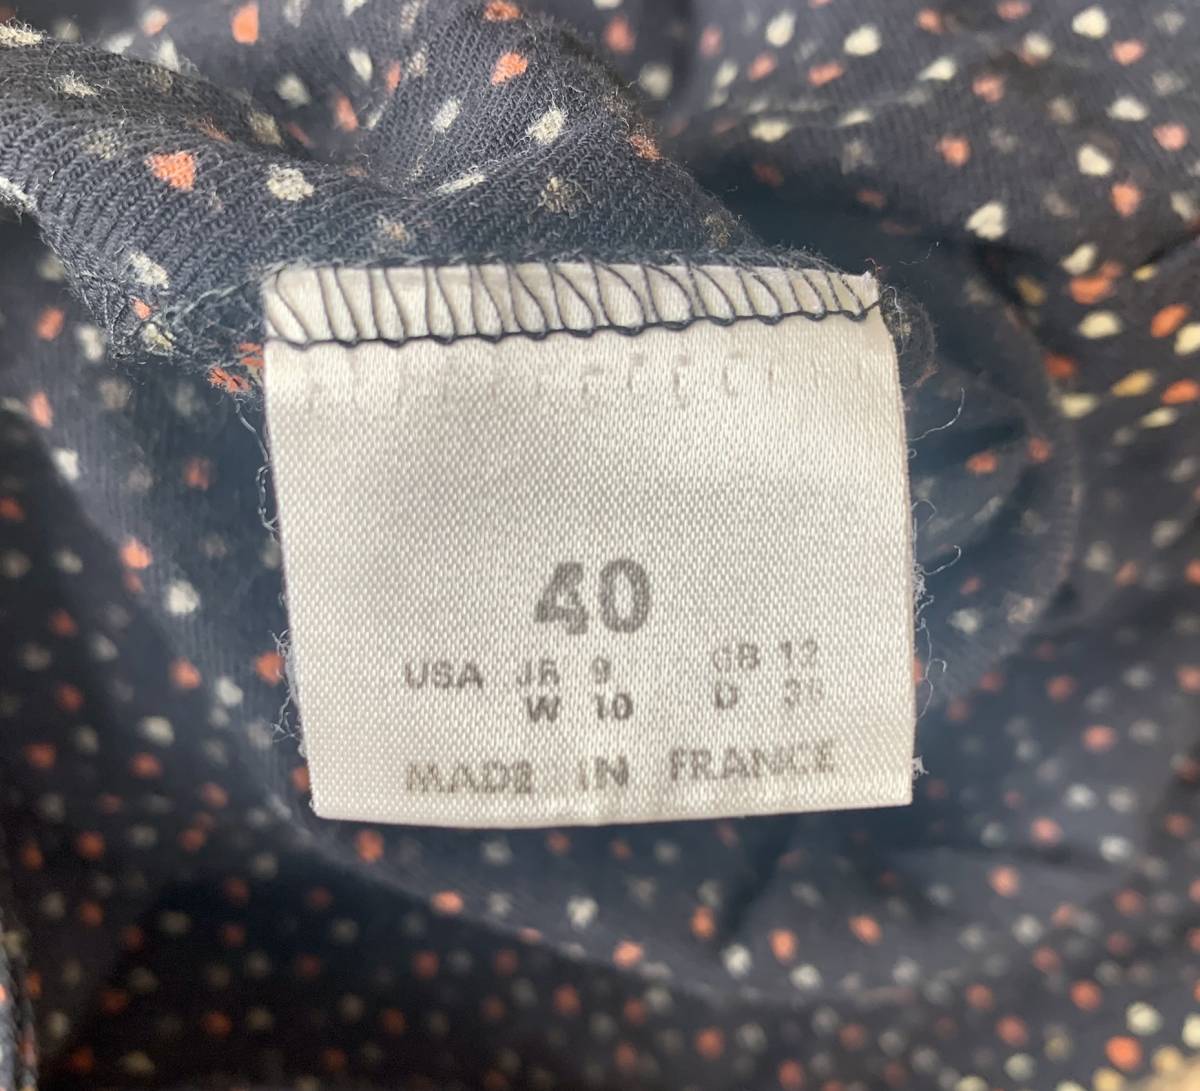 40
USA JR 9 GB 12
W 10 D 38
MADE IN FRANCE